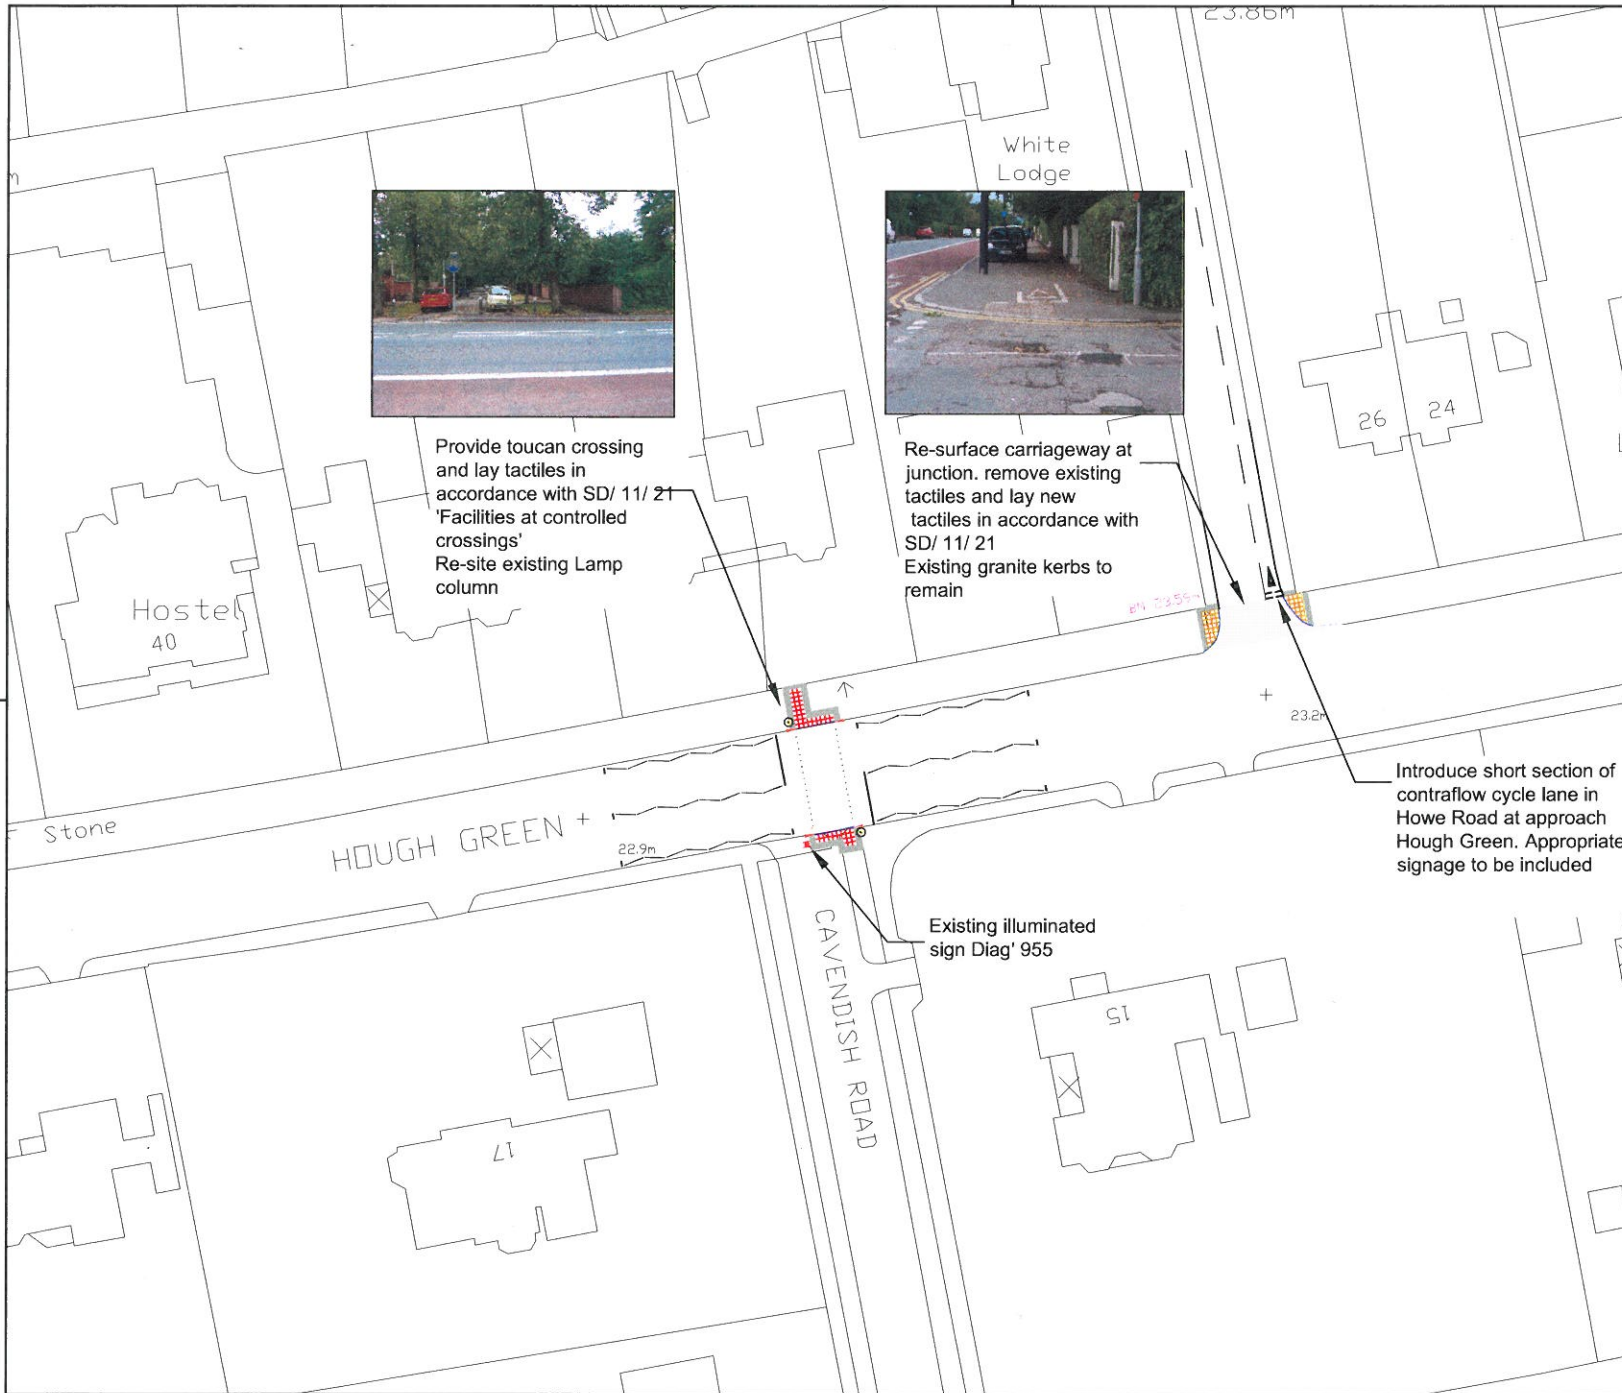 23.86m
White
Lodge
Provide toucan crossing
and lay tactiles in
accordance with SD/ 11/ 21
'Facilities at controlled
crossings'
Re-site existing Lamp
column
Re-surface carriageway at
junction. remove existing
tactiles and lay new
tactiles in accordance with
SD/ 11/ 21
Existing granite kerbs to
remain
26
24
Hostel
40
BM 23.59m
23.2m
Introduce short section of
contraflow cycle lane in
Howe Road at approach
Hough Green. Appropriate
signage to be included
Stone
HOUGH GREEN
22.9m
Existing illuminated
sign Diag' 955
CAVENDISH ROAD
15
17